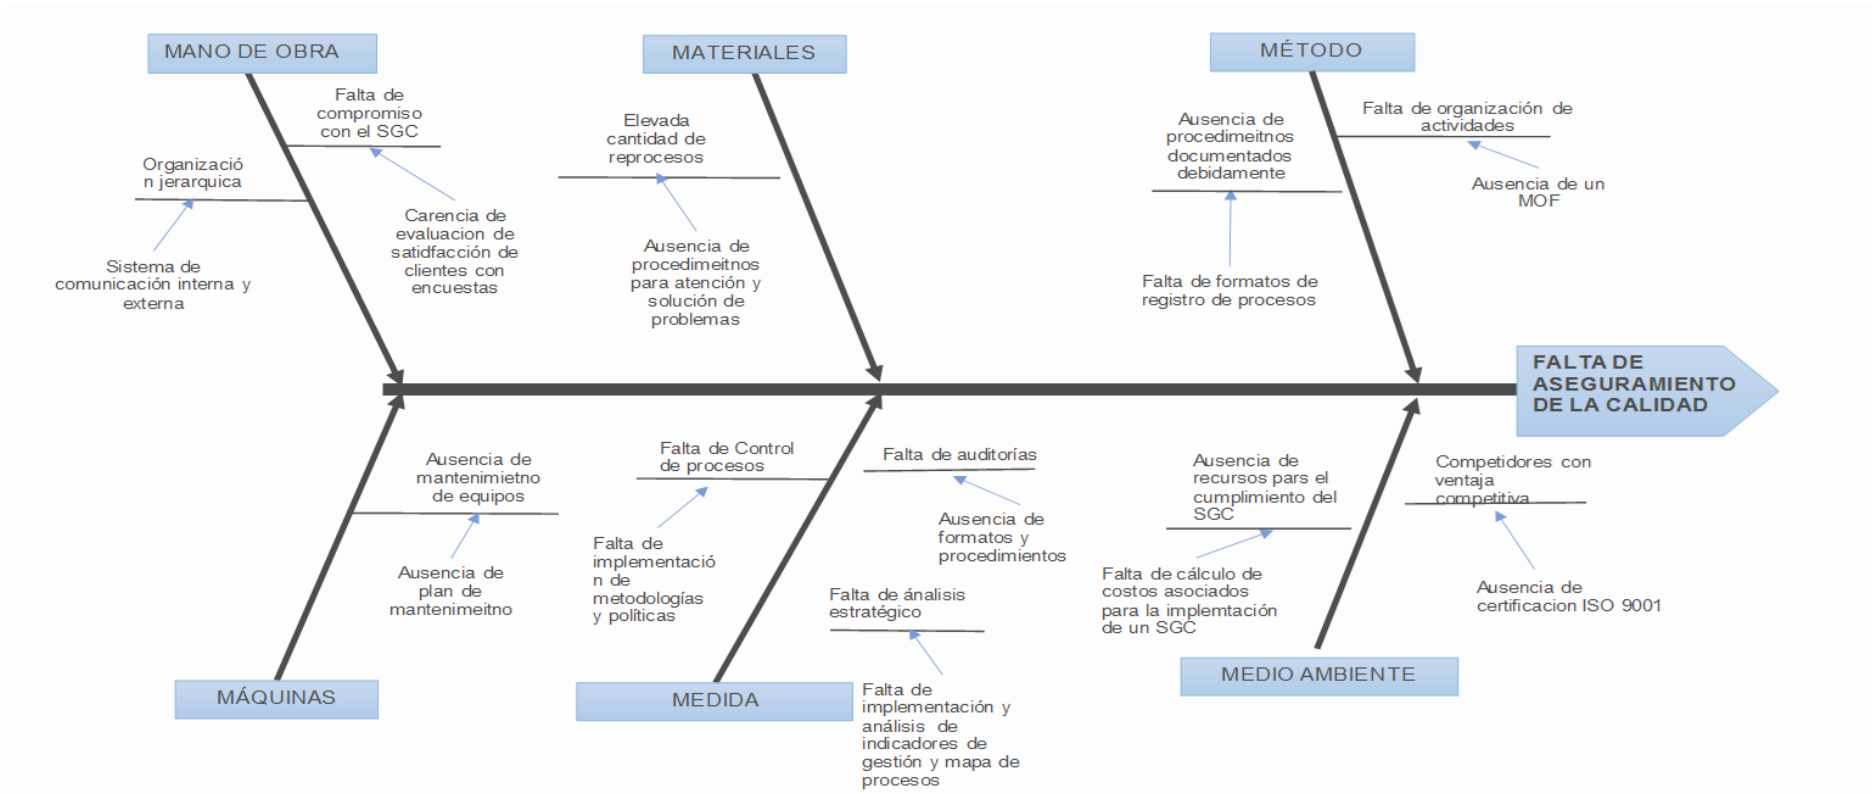 MANO DE OBRA
MATERIALES
MÉTODO
Falta de
compromiso
con el SGC
Organizació
n jerarquica
Carencia de
evaluacion de
satidfacción de
clientes con
encuestas
Sistema de
comunicación interna y
externa
Elevada
cantidad de
reprocesos
Ausencia de
procedimeitnos
para atención y
solución de
problemas
Ausencia de
procedimeitnos
documentados
debidamente
Falta de organización de
actividades
Ausencia de un
MOF
Falta de formatos de
registro de procesos
FALTA DE
ASEGURAMIENTO
DE LA CALIDAD
Ausencia de
mantenimietno
de equipos
Ausencia de
plan de
mantenimeitno
Falta de Control
de procesos
Falta de
implementació
n de
metodologías
y políticas
Falta de auditorías
Ausencia de
formatos y
procedimientos
Falta de ánalisis
estratégico
Falta de
implementación y
análisis de
indicadores de
gestión y mapa de
procesos
Ausencia de
recursos pars el
cumplimiento del
SGC
Falta de cálculo de
costos asociados
para la implemtación
de un SGC
Competidores con
ventaja
competitiva
Ausencia de
certificacion ISO 9001
MÁQUINAS
MEDIDA
MEDIO AMBIENTE